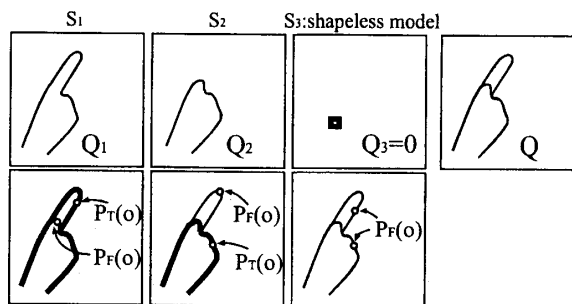 S1 S2 S3:shapeless model
Q1 Q2 Q3=0 Q
PT(o) PF(o) PF(o)
PF(o) PT(o)